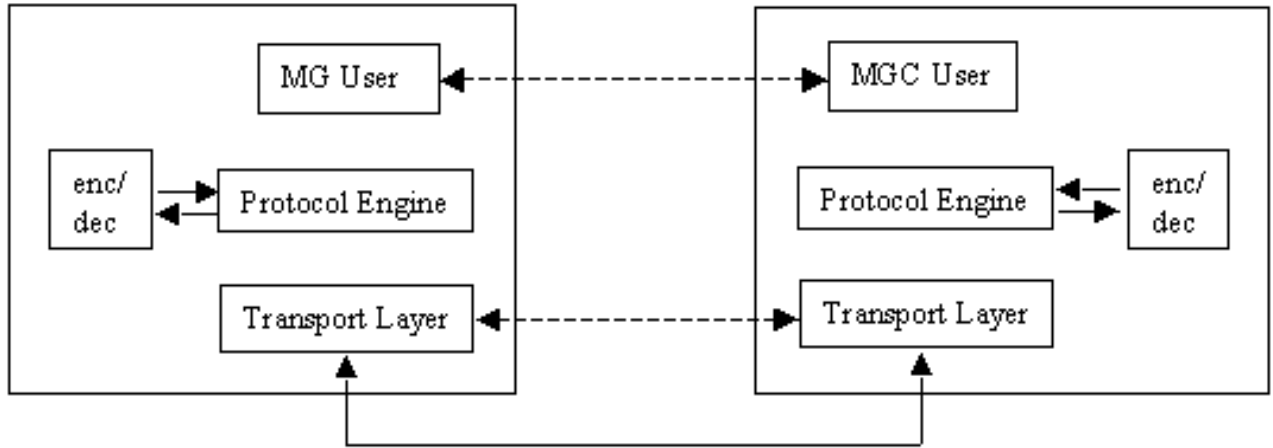 MG User
MGC User
enc/
dec
Protocol Engine
Protocol Engine
enc/
dec
Transport Layer
Transport Layer